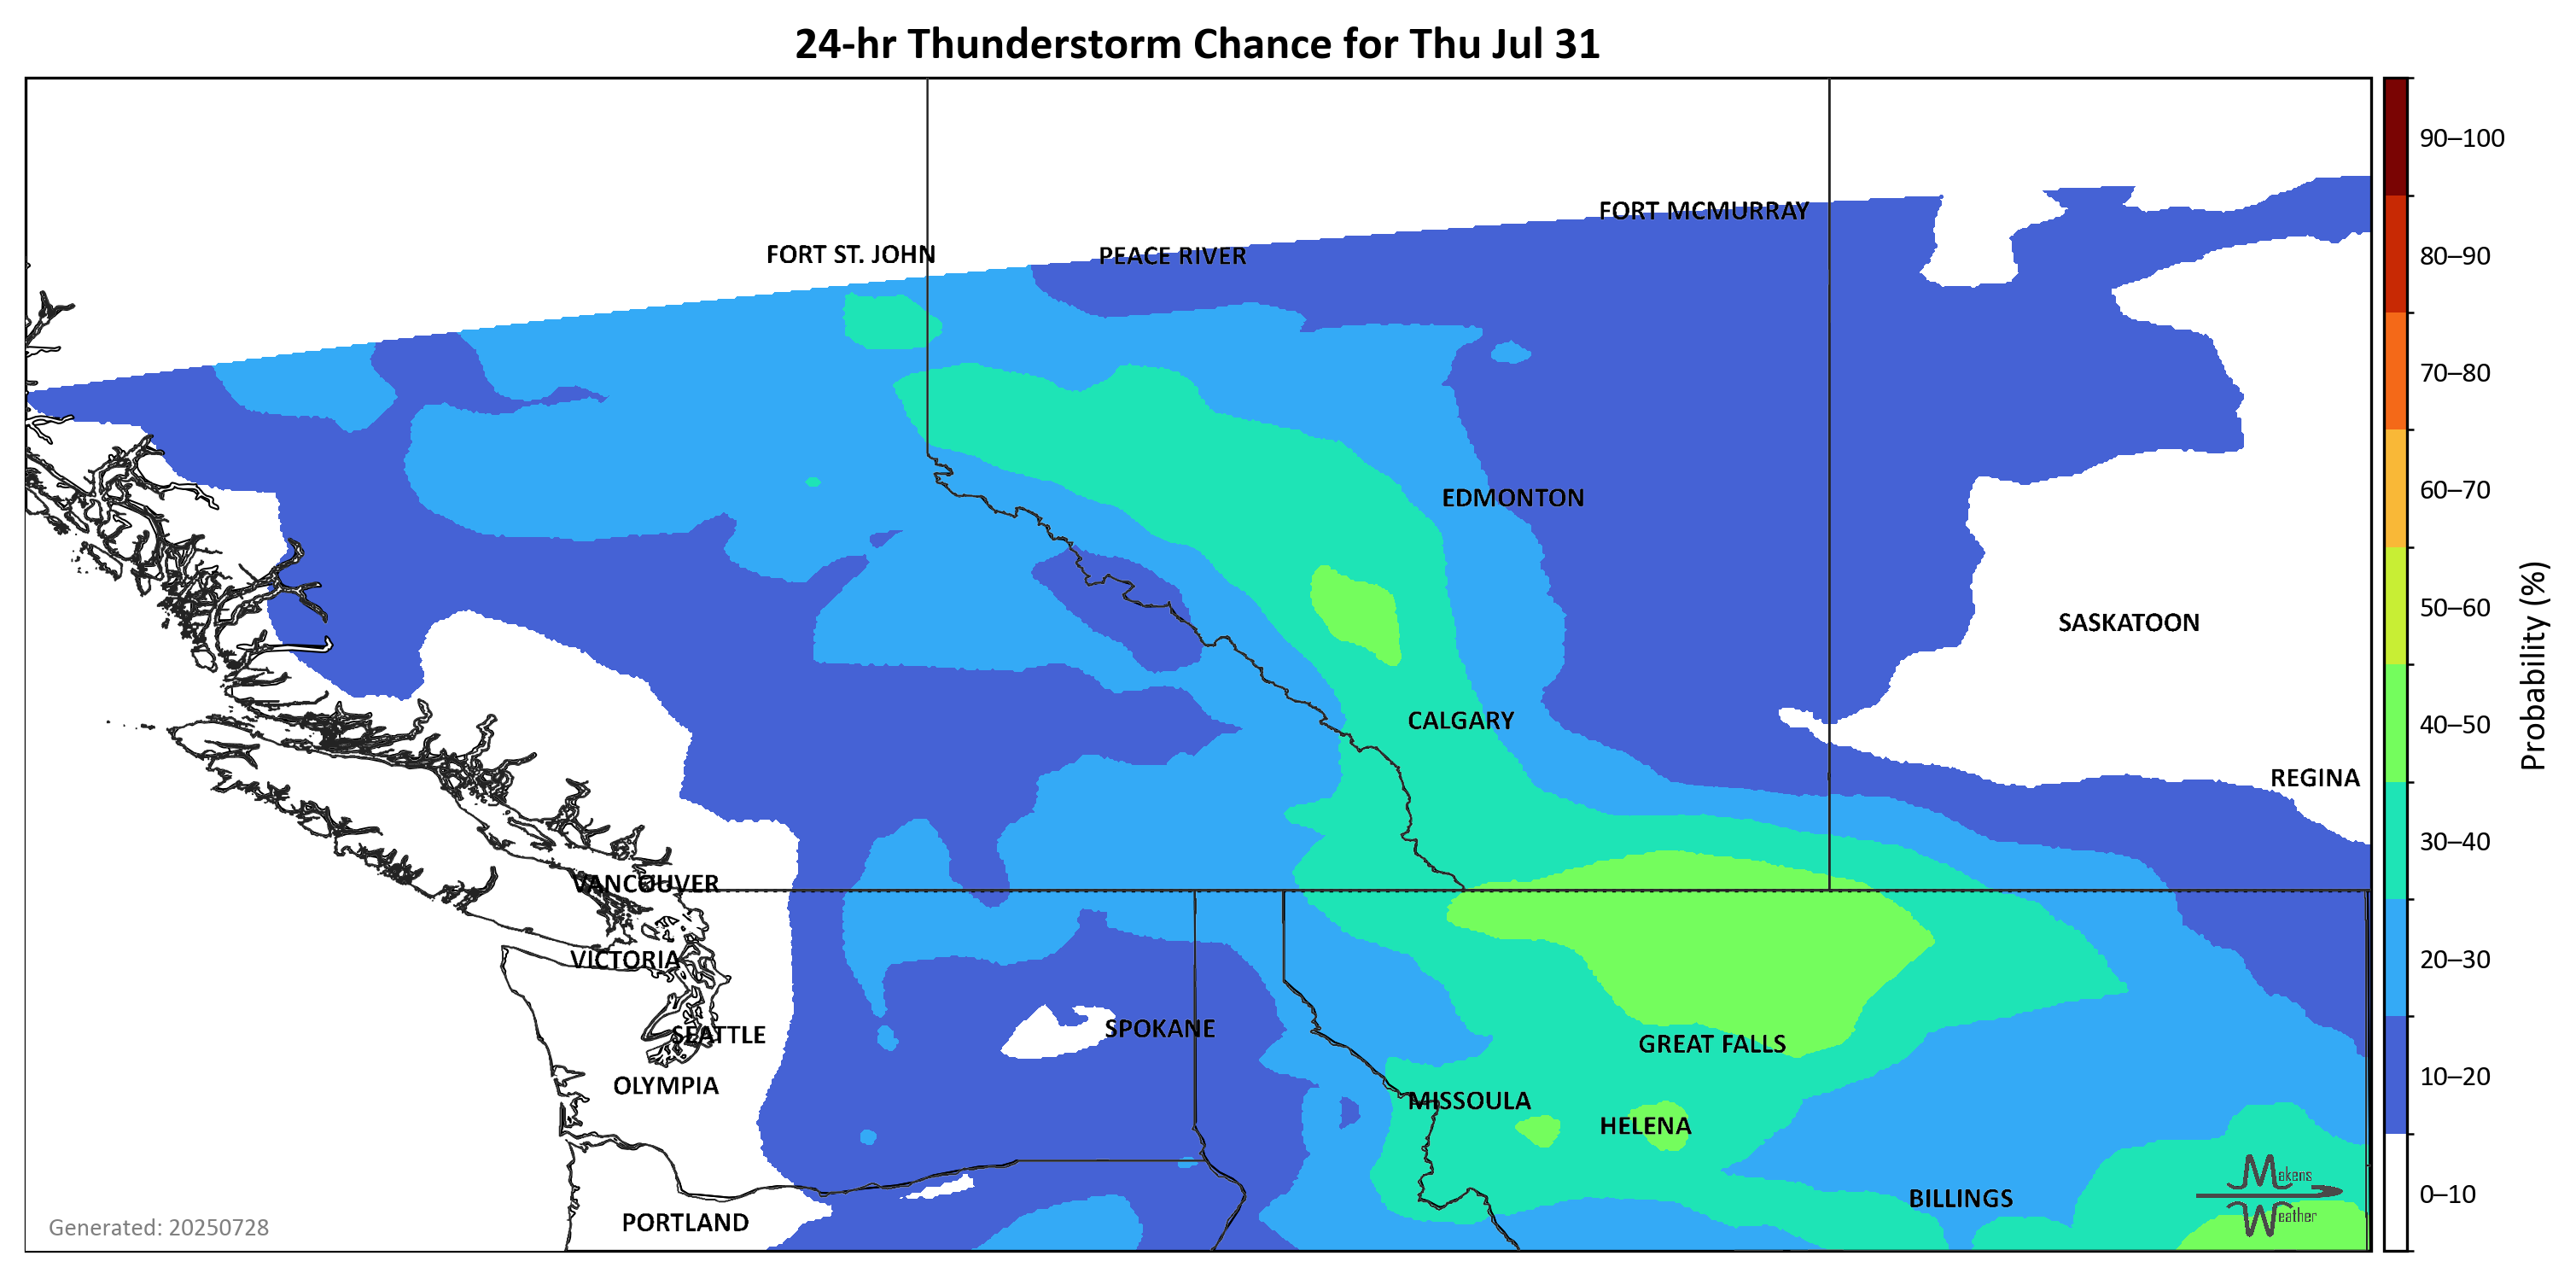 24-hr Thunderstorm Chance for Thu Jul 31
90–100
FORT MCMURRAY
FORT ST. JOHN
PEACE RIVER
80–90
70–80
EDMONTON
60–70
SASKATOON
50–60
Probability (%)
CALGARY
40–50
REGINA
30–40
VANCOUVER
VICTORIA
20–30
SEATTLE
SPOKANE
GREAT FALLS
OLYMPIA
10–20
MISSOULA
HELENA
Makens
Weather
BILLINGS
0–10
PORTLAND
Generated: 20250728